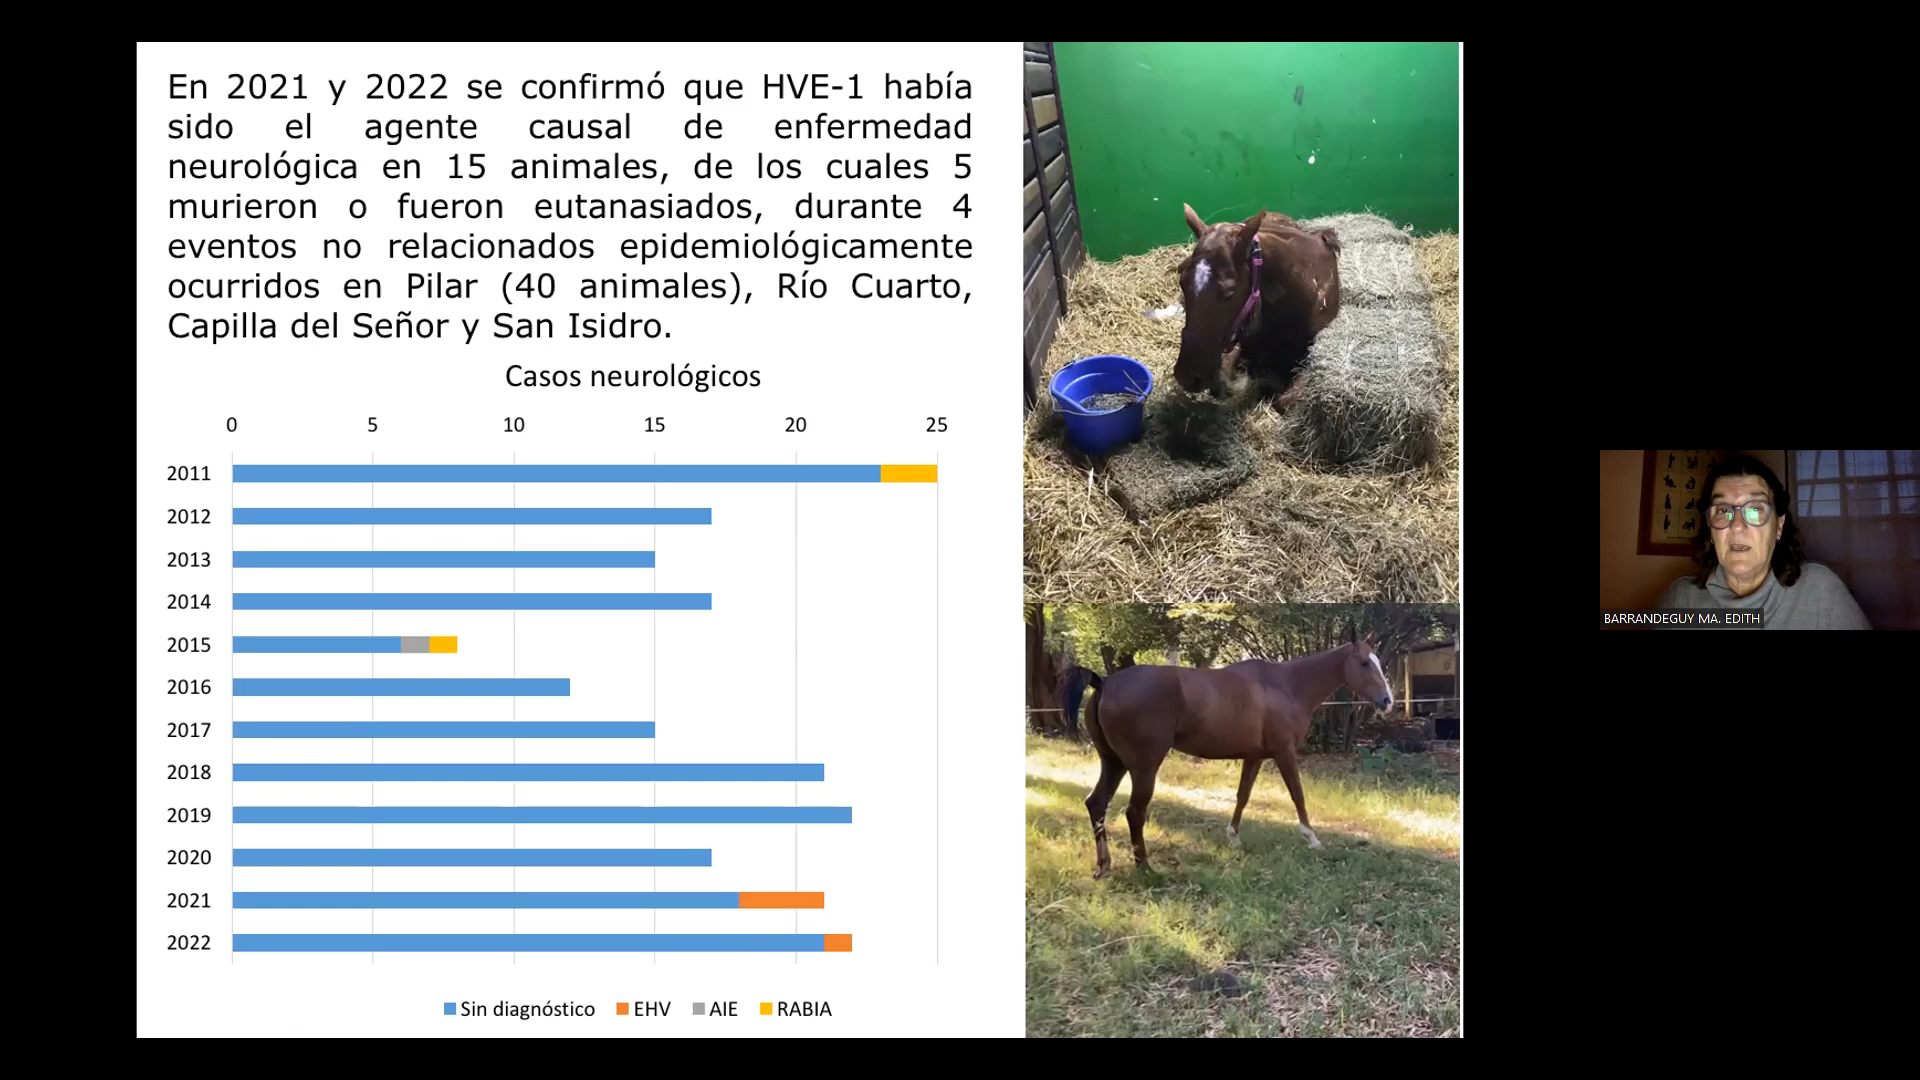 En 2021 y 2022 se confirmó que HVE-1 había
sido el agente causal de enfermedad
neurológica en 15 animales, de los cuales 5
murieron o fueron eutanasiados, durante 4
eventos no relacionados epidemiológicamente
ocurridos en Pilar (40 animales), Río Cuarto,
Capilla del Señor y San Isidro.
Casos neurológicos
0 5 10 15 20 25
2011
2012
2013
2014
2015
2016
2017
2018
2019
2020
2021
2022
Sin diagnóstico EHV AIE RABIA
BARRANDEGUY MA. EDITH